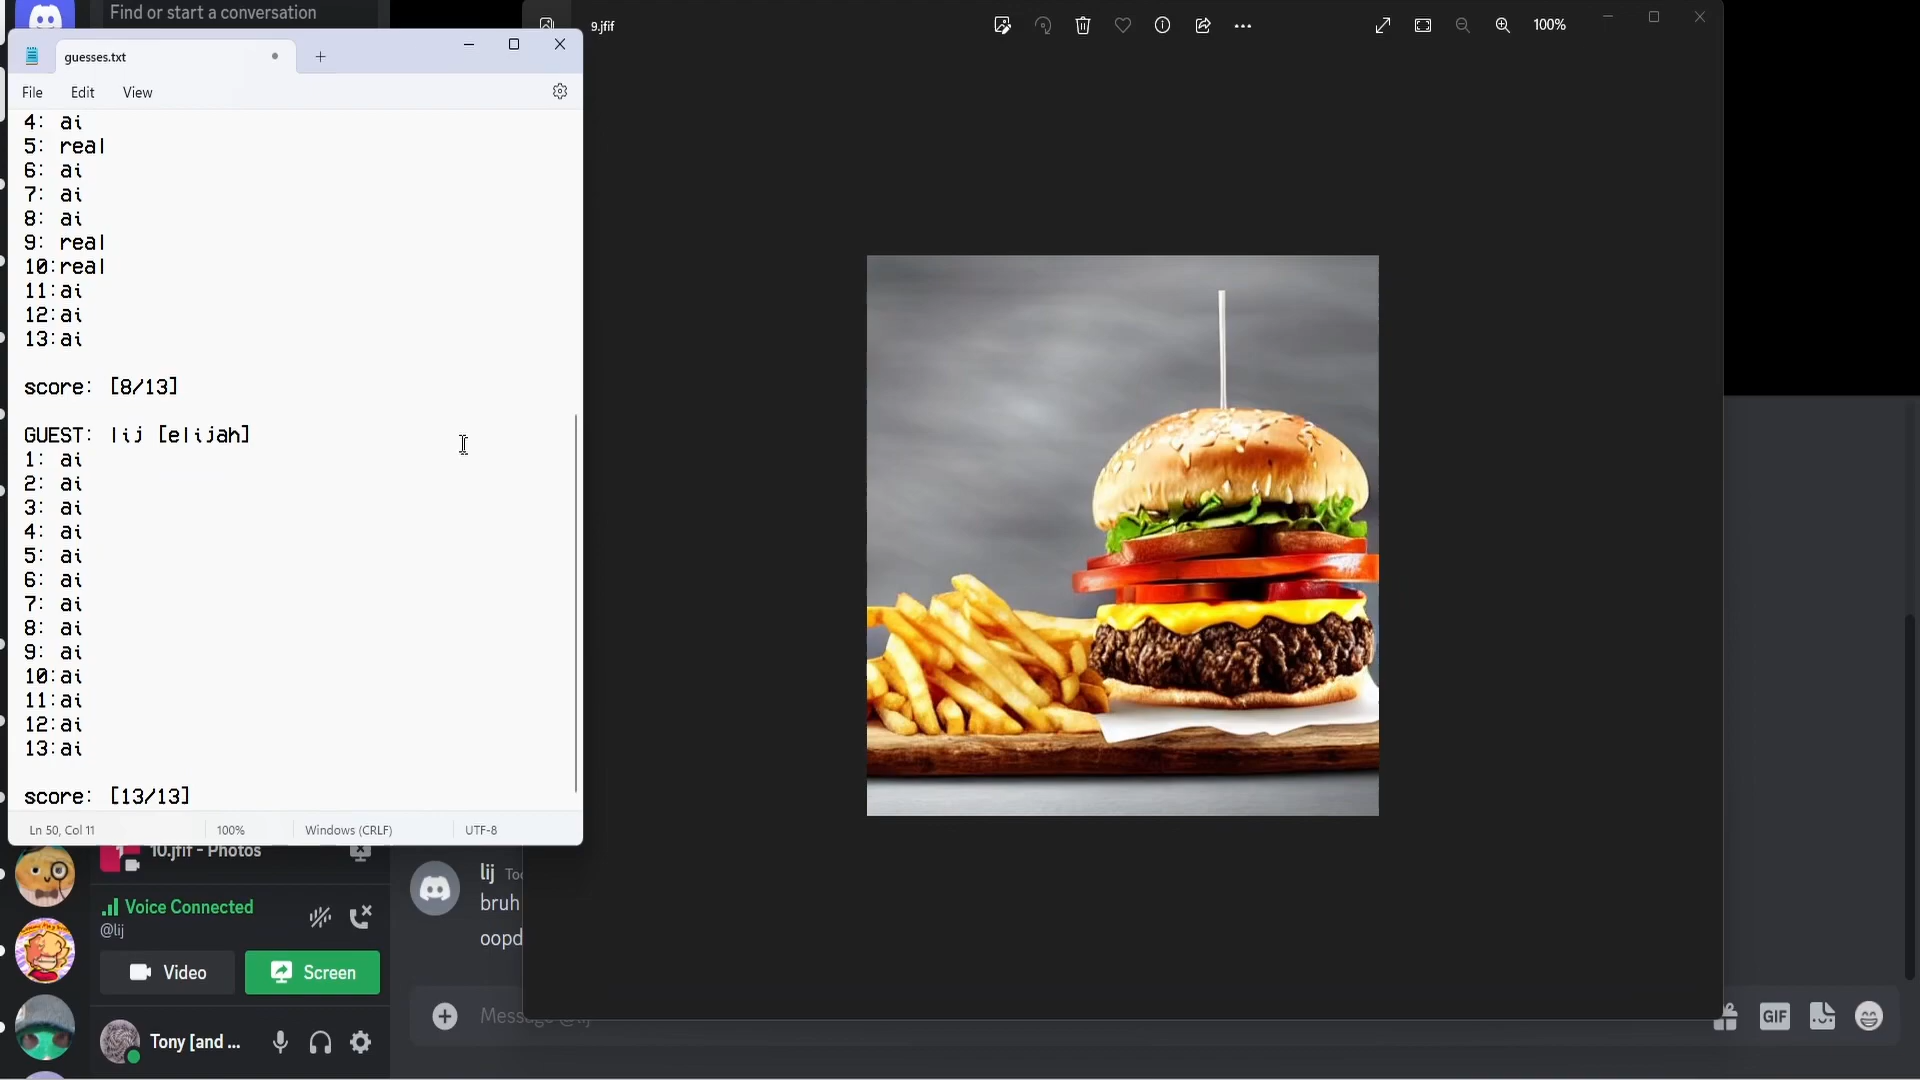 Find or start a conversation
9.jfif
100%
guesses.txt
File Edit View
4: ai
5: real
6: ai
7: ai
8: ai
9: real
10:real
11:ai
12:ai
13:ai
score: [8/13]
GUEST: lij [elijah]
1: ai
2: ai
3: ai
4: ai
5: ai
6: ai
7: ai
8: ai
9: ai
10:ai
11:ai
12:ai
13:ai
score: [13/13]
Ln 50, Col 11 100% Windows (CRLF) UTF-8
10.jfif - Photos
Voice Connected
@lij
Video Screen
Tony [and ...
lij
bruh
oopd
GIF